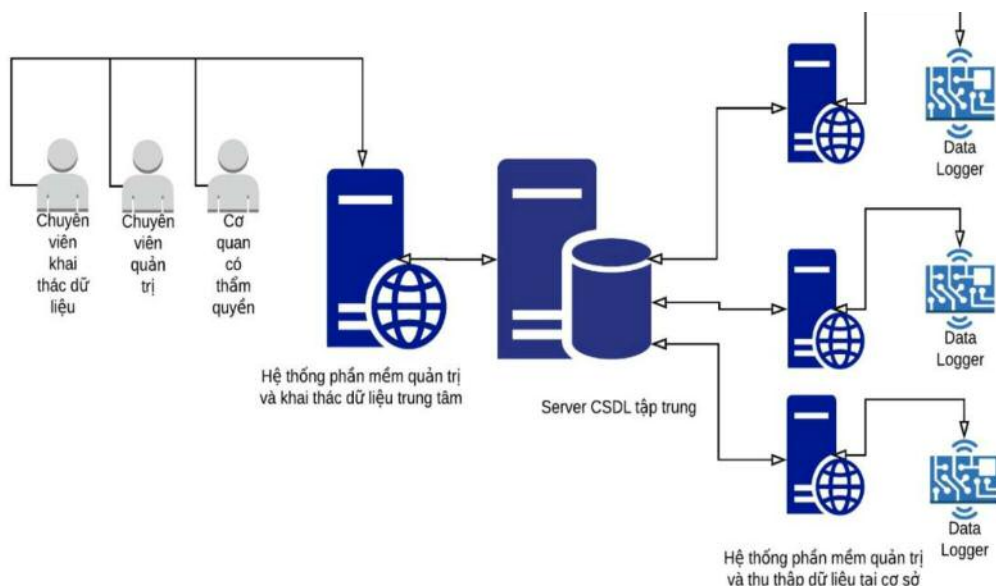 Chuyên
viên
khai
thác dữ
liệu
Chuyên
viên
quản
trị
Cơ
quan
có
thẩm
quyền
Hệ thống phần mềm quản trị
và khai thác dữ liệu trung tâm
Server CSDL tập trung
Data
Logger
Data
Logger
Data
Logger
Hệ thống phần mềm quản trị
và thu thập dữ liệu tại cơ sở